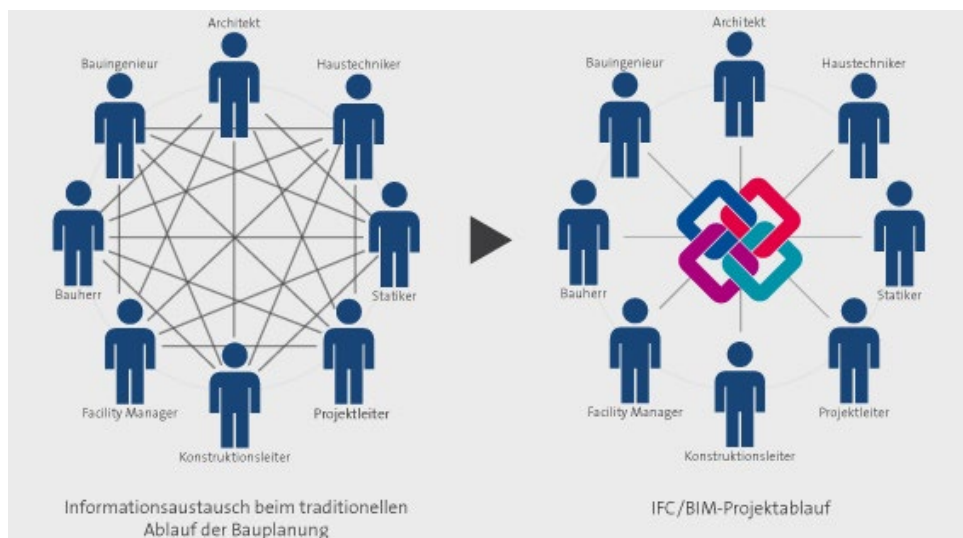 Architekt
Bauingenieur
Haustechniker
Bauherr
Statiker
Facility Manager
Projektleiter
Konstruktionsleiter
Informationsaustausch beim traditionellen
Ablauf der Bauplanung
Architekt
Bauingenieur
Haustechniker
Bauherr
Statiker
Facility Manager
Projektleiter
Konstruktionsleiter
IFC/BIM-Projektablauf